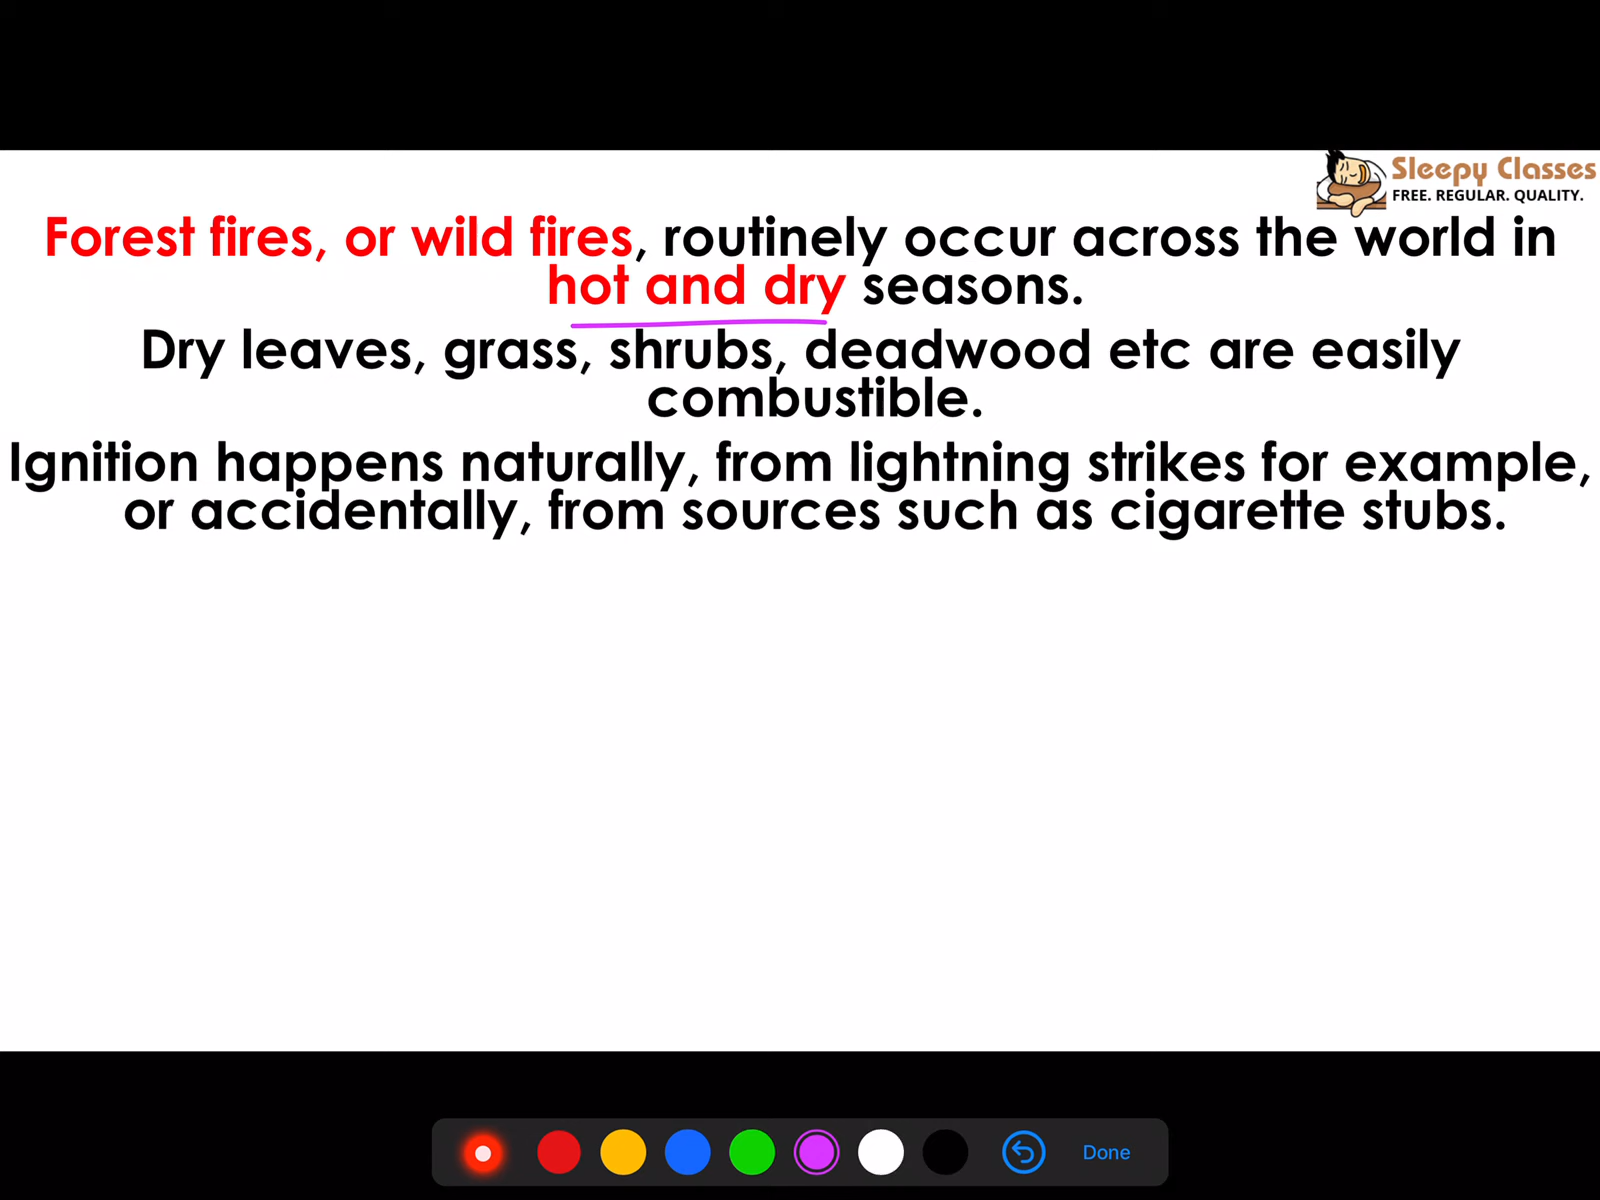 Sleepy Classes
FREE. REGULAR. QUALITY.
Forest fires, or wild fires, routinely occur across the world in
hot and dry seasons.
Dry leaves, grass, shrubs, deadwood etc are easily
combustible.
Ignition happens naturally, from lightning strikes for example,
or accidentally, from sources such as cigarette stubs.
Done